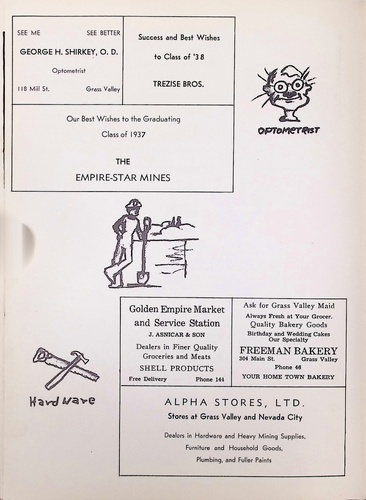 SEE ME SEE BETTER
GEORGE H. SHIRKEY, O. D.
Optometrist
118 Mill St. Grass Valley
Success and Best Wishes
to Class of '38
TREZISE BROS.
OPTOMETRIST
Our Best Wishes to the Graduating
Class of 1937
THE
EMPIRE-STAR MINES
Golden Empire Market
and Service Station
J. ASNICAR & SON
Dealers in Finer Quality
Groceries and Meats
SHELL PRODUCTS
Free Delivery Phone 144
Ask for Grass Valley Maid
Always Fresh at Your Grocer.
Quality Bakery Goods
Birthday and Wedding Cakes
Our Specialty
FREEMAN BAKERY
304 Main St. Grass Valley
Phone 46
YOUR HOME TOWN BAKERY
Hardware
ALPHA STORES, LTD.
Stores at Grass Valley and Nevada City
Dealers in Hardware and Heavy Mining Supplies,
Furniture and Household Goods,
Plumbing, and Fuller Paints